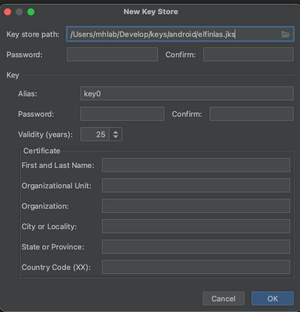 New Key Store
Key store path: /Users/mhlab/Develop/keys/android/elfinlas.jks
Password: Confirm:
Key
Alias: key0
Password: Confirm:
Validity (years): 25
Certificate
First and Last Name:
Organizational Unit:
Organization:
City or Locality:
State or Province:
Country Code (XX):
Cancel OK